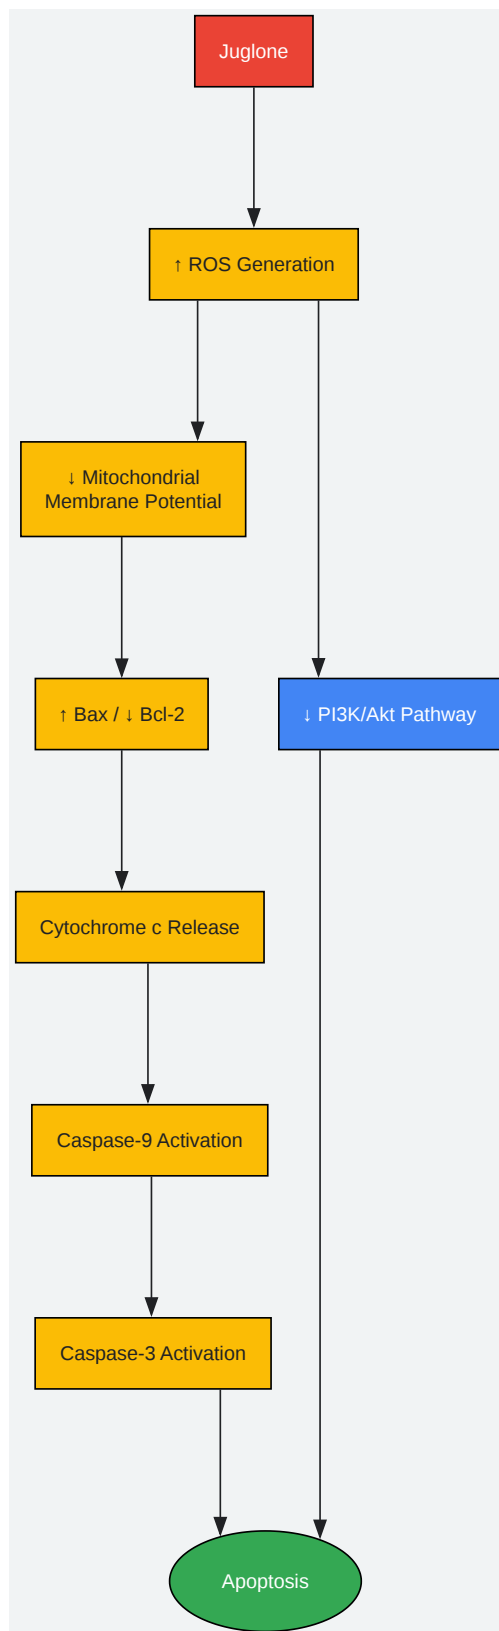 Juglone
↑ ROS Generation
↓ Mitochondrial
Membrane Potential
↑ Bax / ↓ Bcl-2
↓ PI3K/Akt Pathway
Cytochrome c Release
Caspase-9 Activation
Caspase-3 Activation
Apoptosis